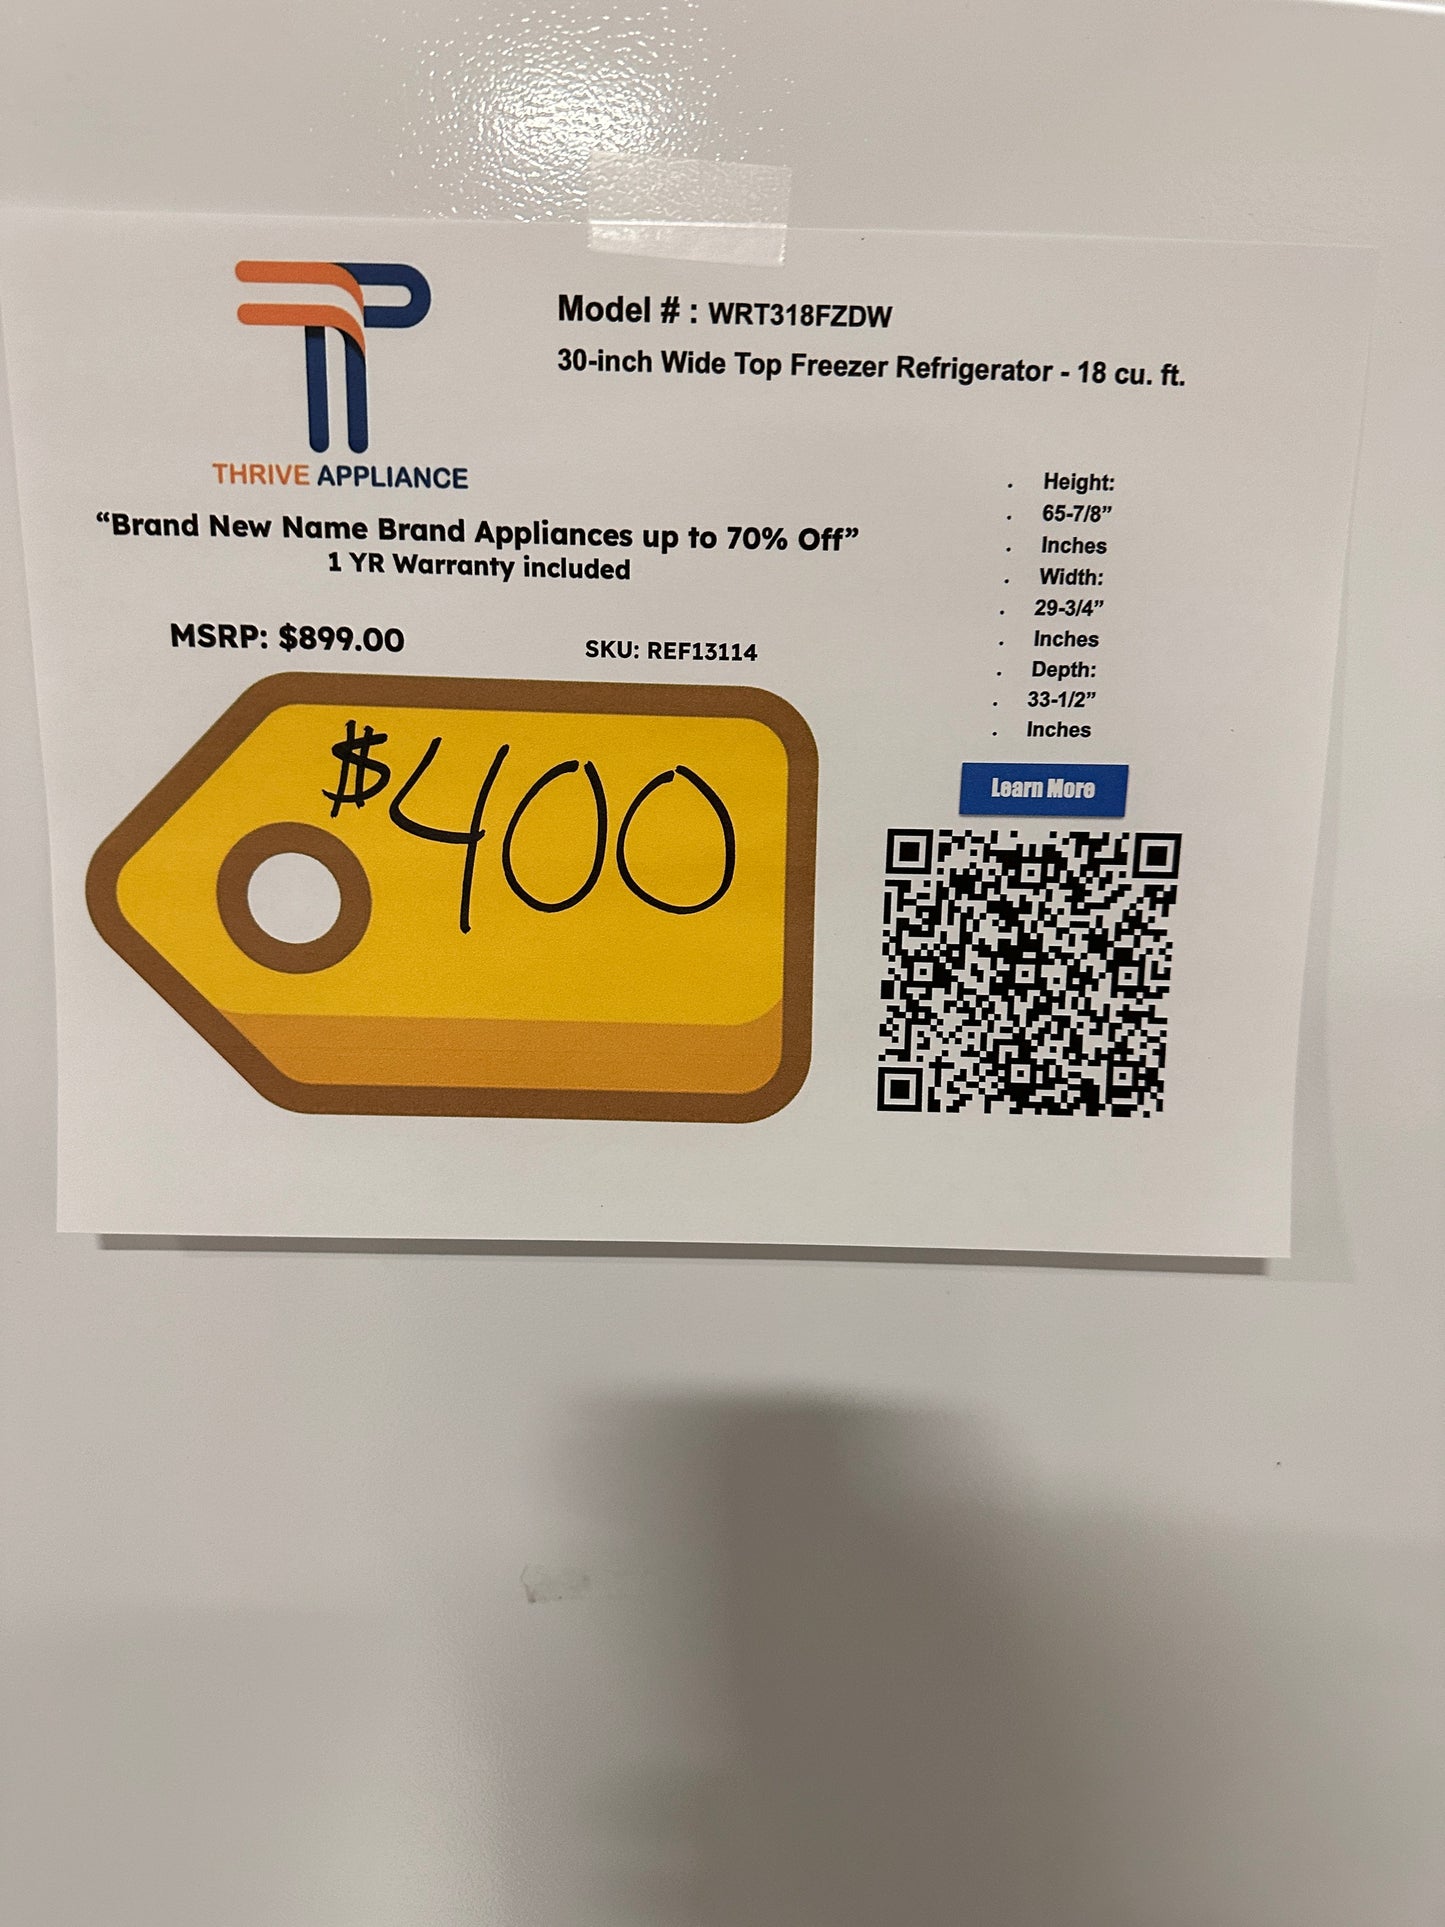 THRIVE APPLIANCE
Model # : WRT318FZDW
30-inch Wide Top Freezer Refrigerator - 18 cu. ft.
“Brand New Name Brand Appliances up to 70% Off”
1 YR Warranty included
MSRP: $899.00
SKU: REF13114
$400
· Height:
· 65-7/8”
· Inches
· Width:
· 29-3/4”
· Inches
· Depth:
· 33-1/2”
· Inches
Learn More